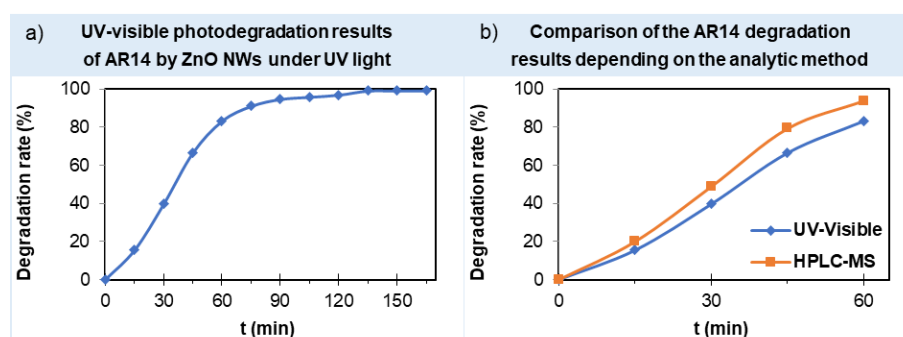 a)
UV-visible photodegradation results
of AR14 by ZnO NWs under UV light
Degradation rate (%)
100
80
60
40
20
0
0 30 60 90 120 150
t (min)
b)
Comparison of the AR14 degradation
results depending on the analytic method
Degradation rate (%)
100
80
60
40
20
0
UV-Visible
HPLC-MS
0 30 60
t (min)